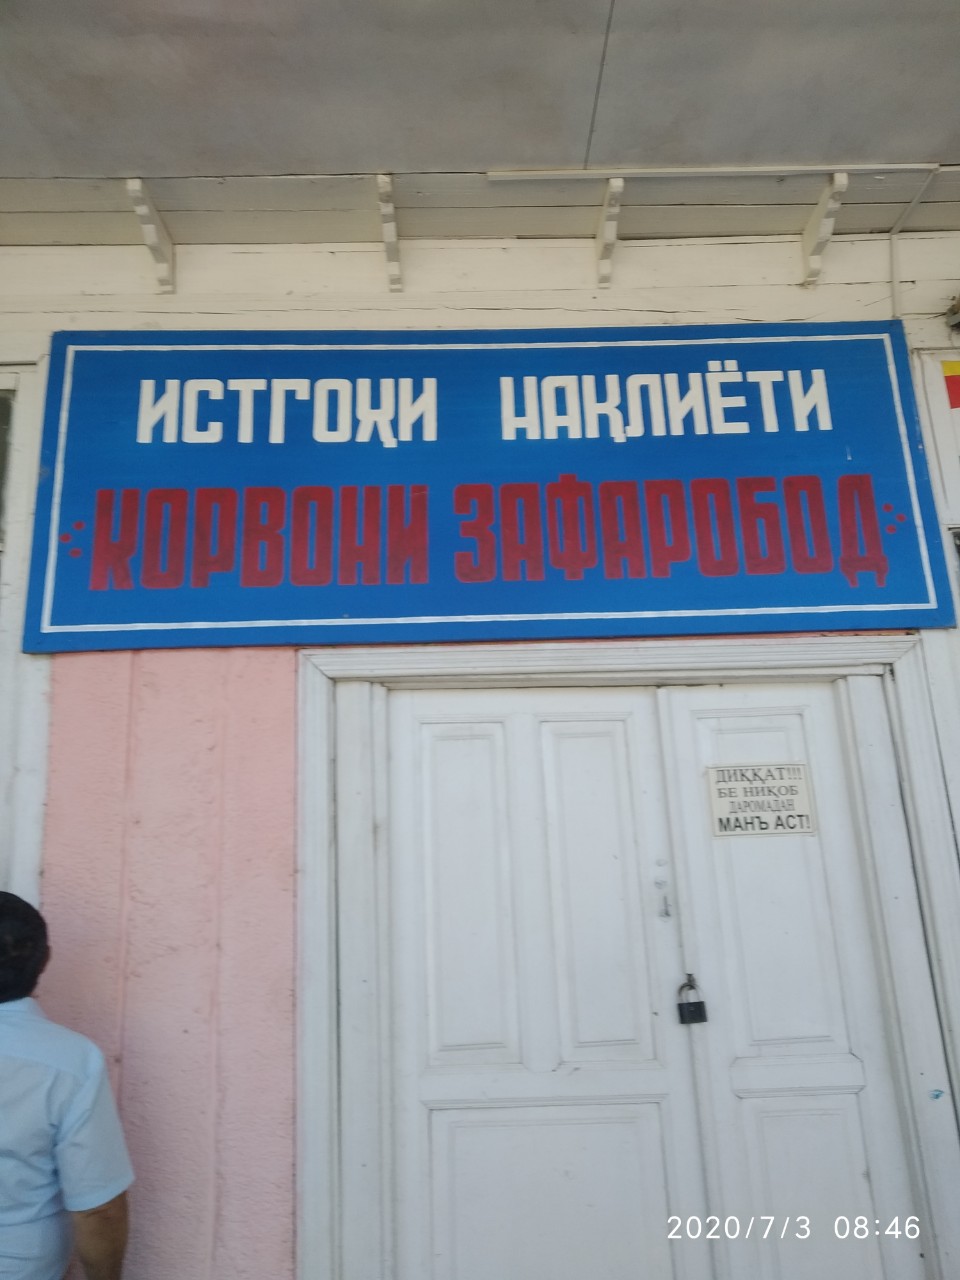 ИСТГОҲИ НАҚЛИЁТИ
КОРВОНИ ЗАФАРОБОД
ДИҚҚАТ!!!
БЕ НИҚОБ
ДАРОМАДАН
МАНЪ АСТ!
2020/7/3 08:46